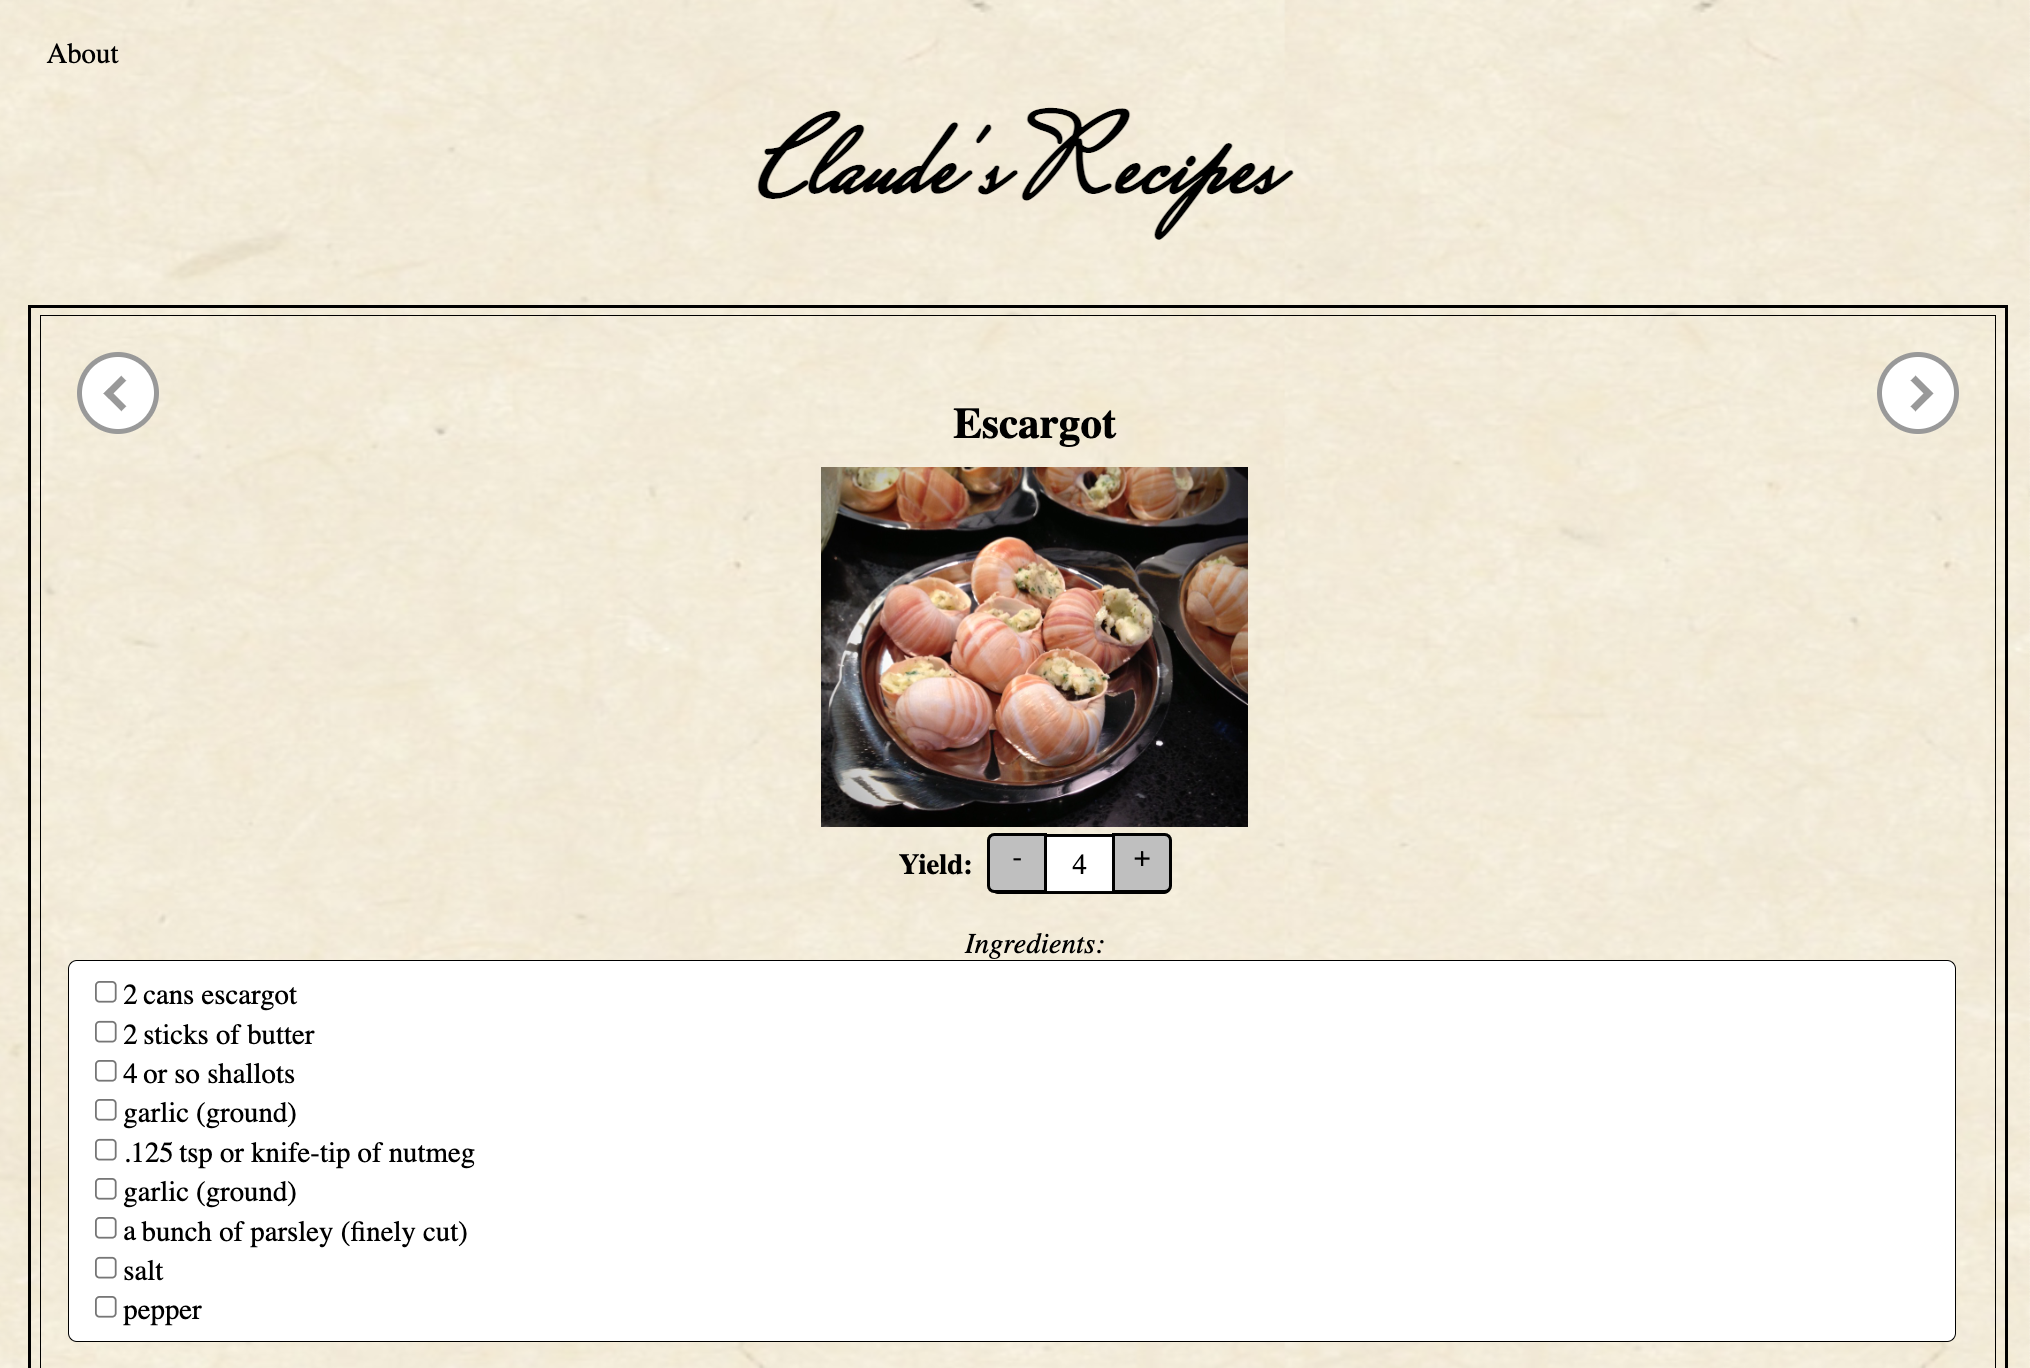 About
Claude's Recipes
Escargot
Yield: - 4 +
Ingredients:
2 cans escargot
2 sticks of butter
4 or so shallots
garlic (ground)
.125 tsp or knife-tip of nutmeg
garlic (ground)
a bunch of parsley (finely cut)
salt
pepper